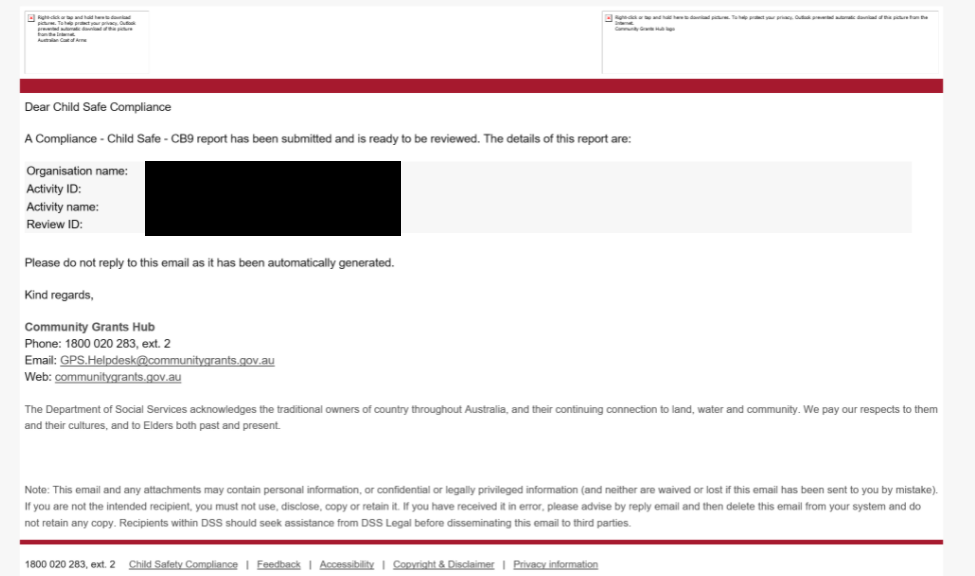 Right-click or tap and hold here to download
pictures. To help protect your privacy, Outlook
prevented automatic download of this picture
from the Internet.
Australian Coat of Arms
Right-click or tap and hold here to download pictures. To help protect your privacy, Outlook prevented automatic download of this picture from the
Internet.
Community Grants Hub logo
Dear Child Safe Compliance
A Compliance - Child Safe - CB9 report has been submitted and is ready to be reviewed. The details of this report are:
Organisation name:
Activity ID:
Activity name:
Review ID:
Please do not reply to this email as it has been automatically generated.
Kind regards,
Community Grants Hub
Phone: 1800 020 283, ext. 2
Email: GPS.Helpdesk@communitygrants.gov.au
Web: communitygrants.gov.au
The Department of Social Services acknowledges the traditional owners of country throughout Australia, and their continuing connection to land, water and community. We pay our respects to them
and their cultures, and to Elders both past and present.
Note: This email and any attachments may contain personal information, or confidential or legally privileged information (and neither are waived or lost if this email has been sent to you by mistake).
If you are not the intended recipient, you must not use, disclose, copy or retain it. If you have received it in error, please advise by reply email and then delete this email from your system and do
not retain any copy. Recipients within DSS should seek assistance from DSS Legal before disseminating this email to third parties.
1800 020 283, ext. 2 Child Safety Compliance | Feedback | Accessibility | Copyright & Disclaimer | Privacy information